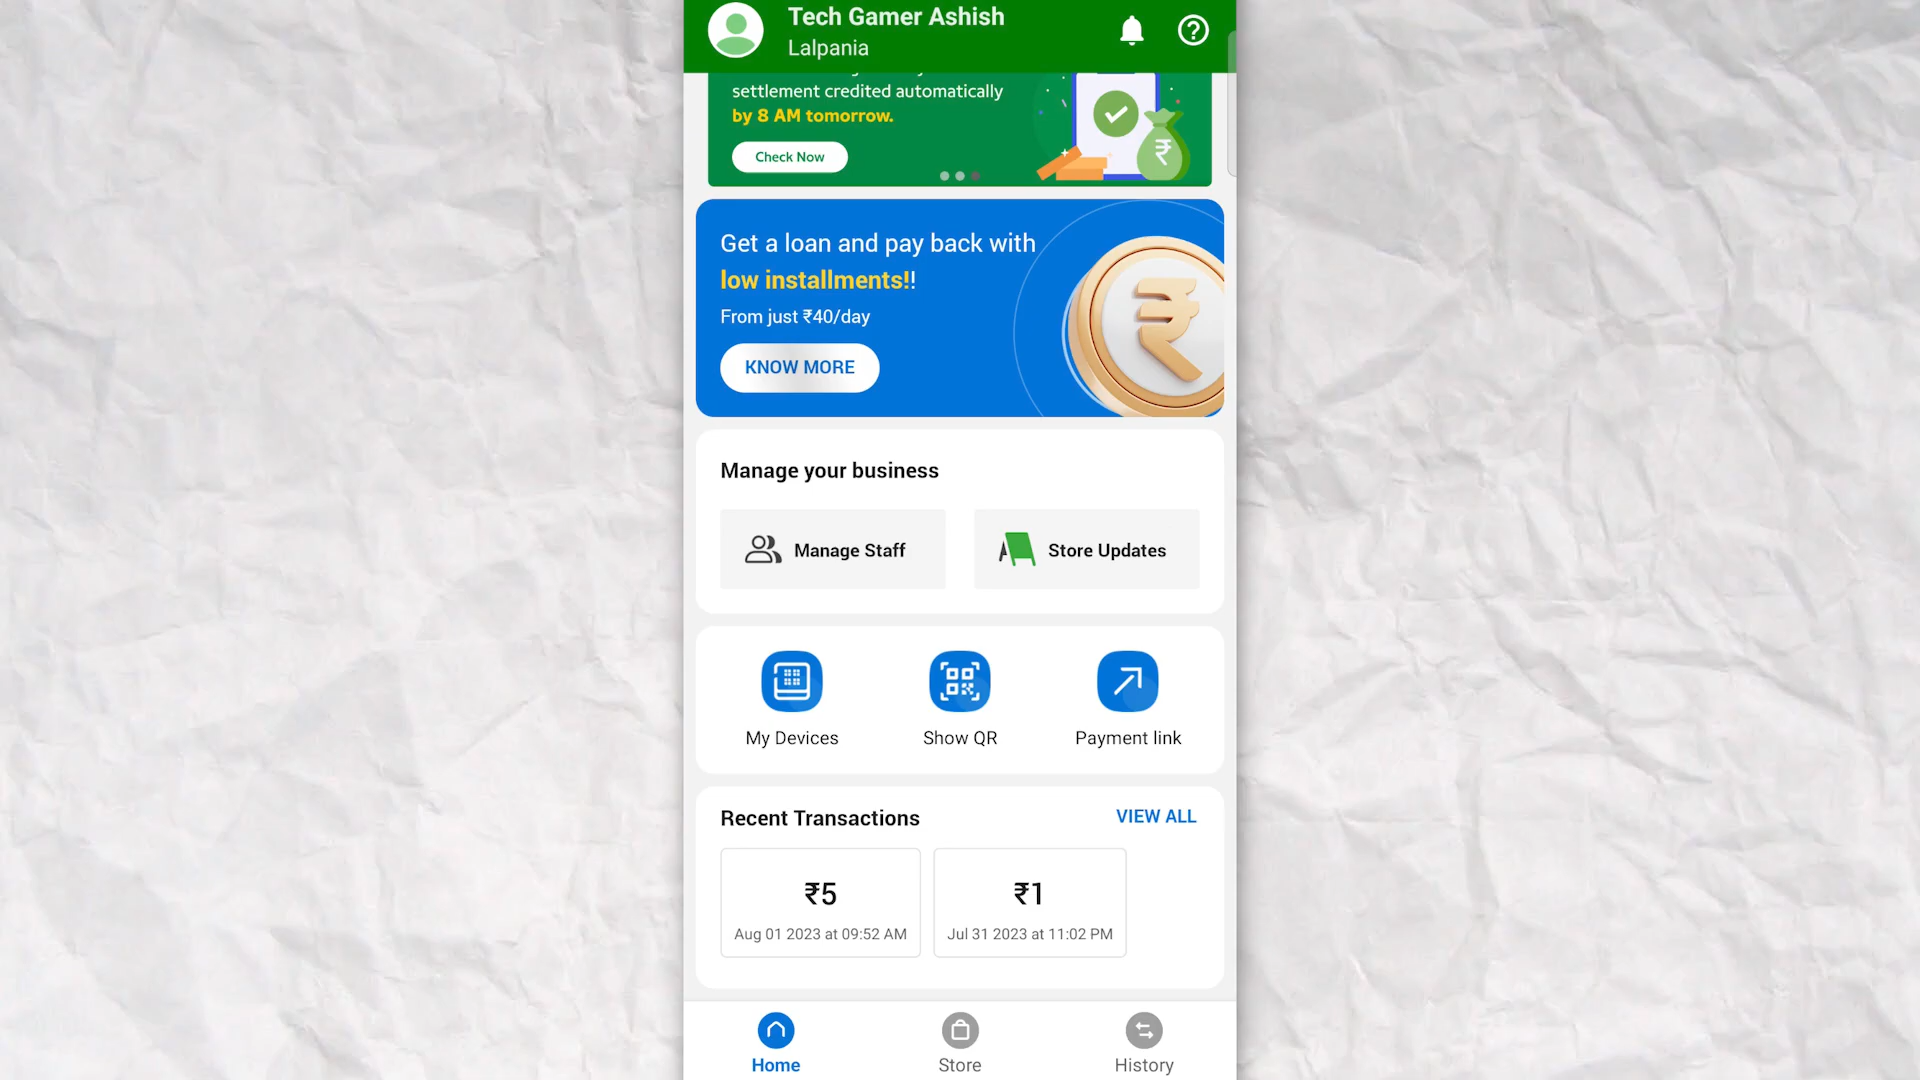 Tech Gamer Ashish
Lalpania
settlement credited automatically
by 8 AM tomorrow.
Check Now
Get a loan and pay back with
low installments!!
From just ₹40/day
KNOW MORE
Manage your business
Manage Staff
Store Updates
My Devices
Show QR
Payment link
Recent Transactions
VIEW ALL
₹5
Aug 01 2023 at 09:52 AM
₹1
Jul 31 2023 at 11:02 PM
Home
Store
History